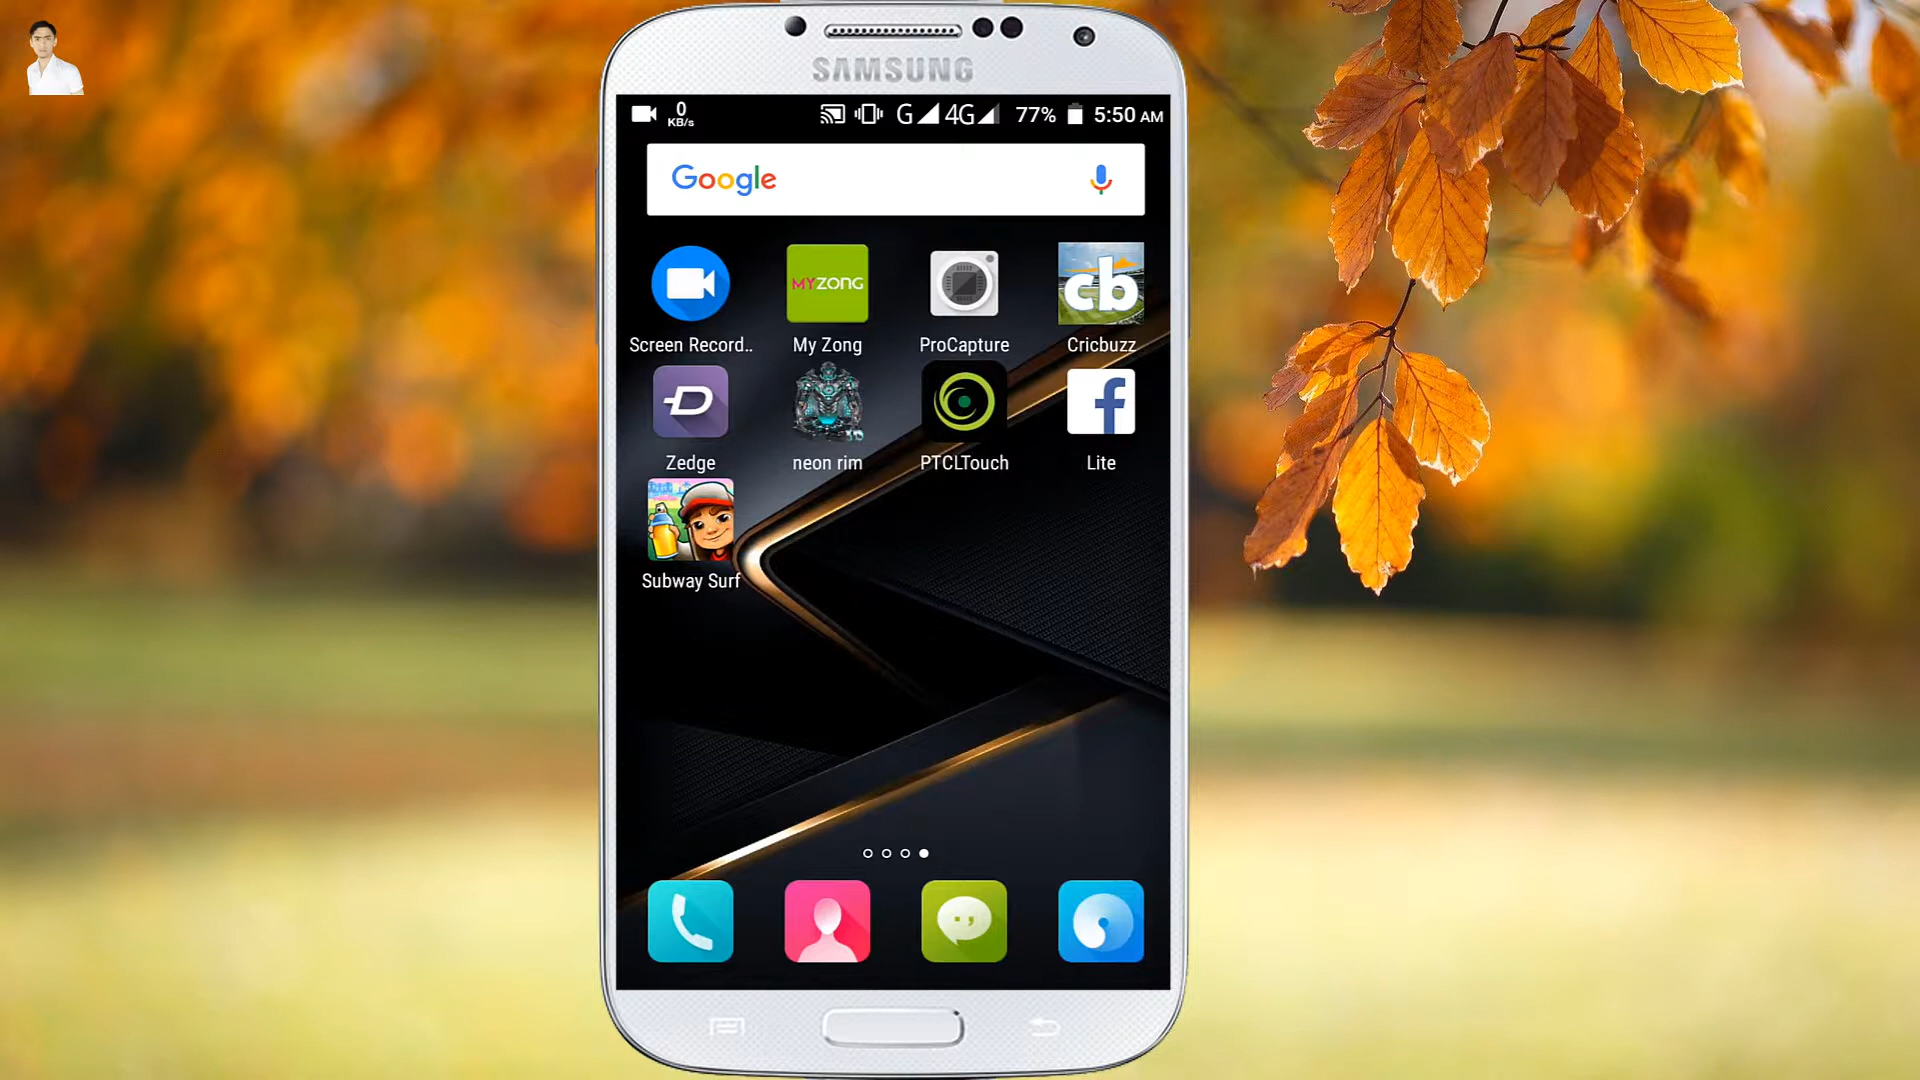 SAMSUNG
0 KB/s G 4G 77% 5:50 AM
Google
MYZONG
cb
Screen Record.. My Zong ProCapture Cricbuzz
Zedge neon rim PTCLTouch Lite
Subway Surf